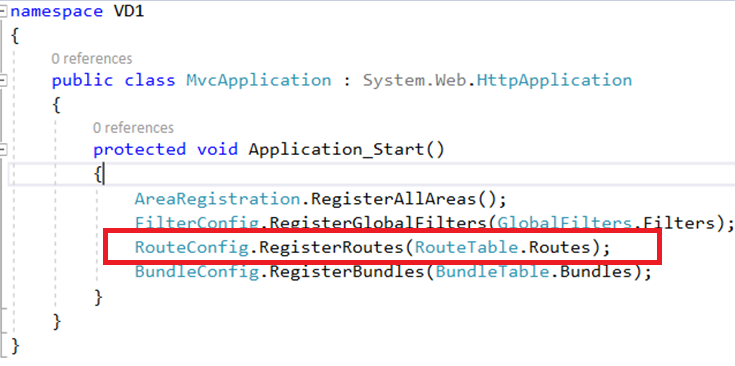 namespace VD1
{
0 references
public class MvcApplication : System.Web.HttpApplication
{
0 references
protected void Application_Start()
{
AreaRegistration.RegisterAllAreas();
FilterConfig.RegisterGlobalFilters(GlobalFilters.Filters);
RouteConfig.RegisterRoutes(RouteTable.Routes);
BundleConfig.RegisterBundles(BundleTable.Bundles);
}
}
}